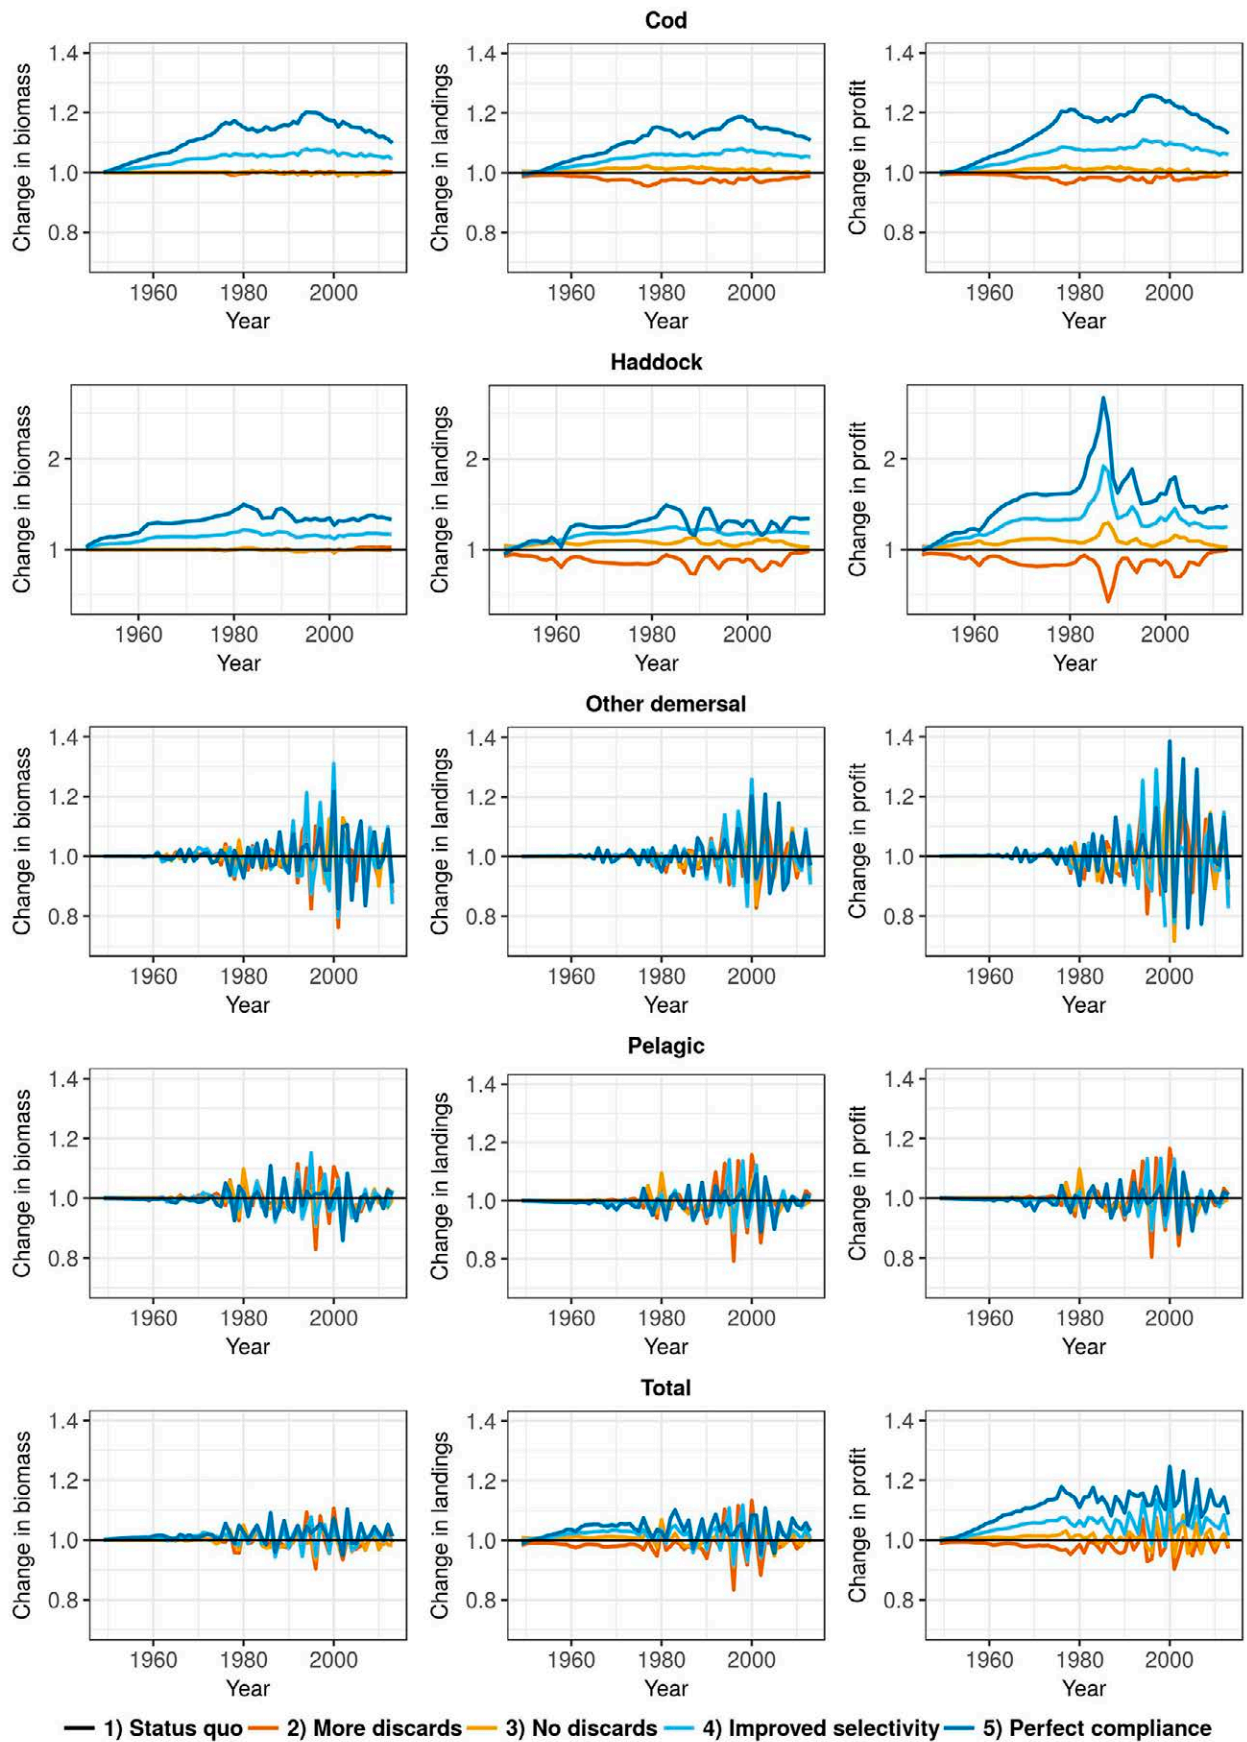 Cod
Change in biomass
1.4
1.2
1.0
0.8
1960 1980 2000
Year
Change in landings
1.4
1.2
1.0
0.8
1960 1980 2000
Year
Change in profit
1.4
1.2
1.0
0.8
1960 1980 2000
Year
Haddock
Change in biomass
2
1
1960 1980 2000
Year
Change in landings
2
1
1960 1980 2000
Year
Change in profit
2
1
1960 1980 2000
Year
Other demersal
Change in biomass
1.4
1.2
1.0
0.8
1960 1980 2000
Year
Change in landings
1.4
1.2
1.0
0.8
1960 1980 2000
Year
Change in profit
1.4
1.2
1.0
0.8
1960 1980 2000
Year
Pelagic
Change in biomass
1.4
1.2
1.0
0.8
1960 1980 2000
Year
Change in landings
1.4
1.2
1.0
0.8
1960 1980 2000
Year
Change in profit
1.4
1.2
1.0
0.8
1960 1980 2000
Year
Total
Change in biomass
1.4
1.2
1.0
0.8
1960 1980 2000
Year
Change in landings
1.4
1.2
1.0
0.8
1960 1980 2000
Year
Change in profit
1.4
1.2
1.0
0.8
1960 1980 2000
Year
1) Status quo 2) More discards 3) No discards 4) Improved selectivity 5) Perfect compliance